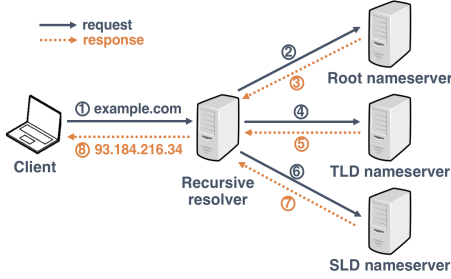 request
response
② Root nameserver
③
① example.com
④
⑧ 93.184.216.34
⑤
Client
Recursive
resolver
TLD nameserver
⑥
⑦
SLD nameserver